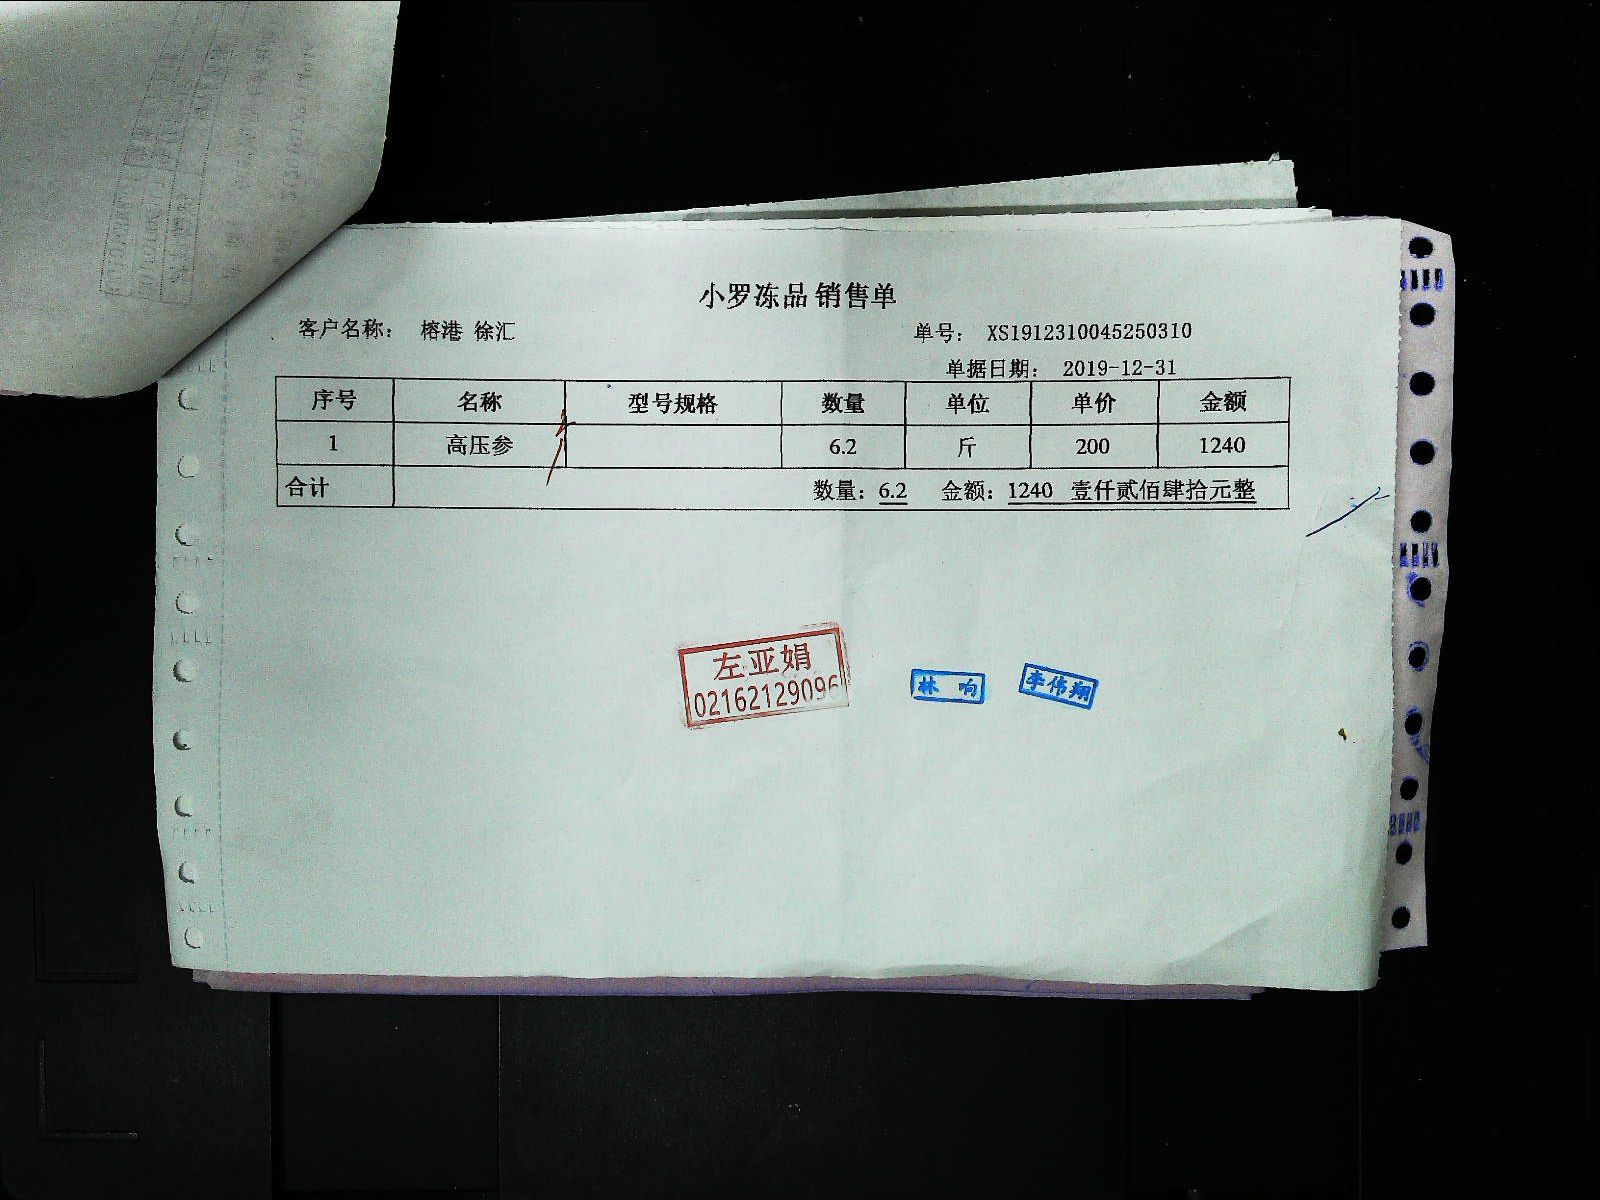 小罗冻品销售单
客户名称： 榕港 徐汇 单号： XS1912310045250310
单据日期： 2019-12-31
序号 名称 型号规格 数量 单位 单价 金额
1 高压参 6.2 斤 200 1240
合计 数量：6.2 金额：1240 壹仟贰佰肆拾元整
左亚娟
02162129096
林响
李伟翔